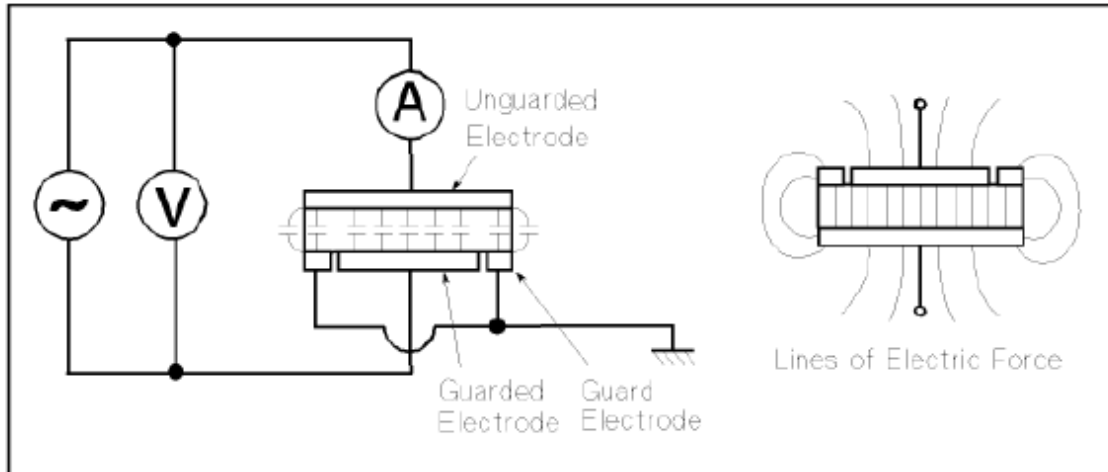 A
Unguarded
Electrode
~
V
Guarded
Electrode
Guard
Electrode
Lines of Electric Force